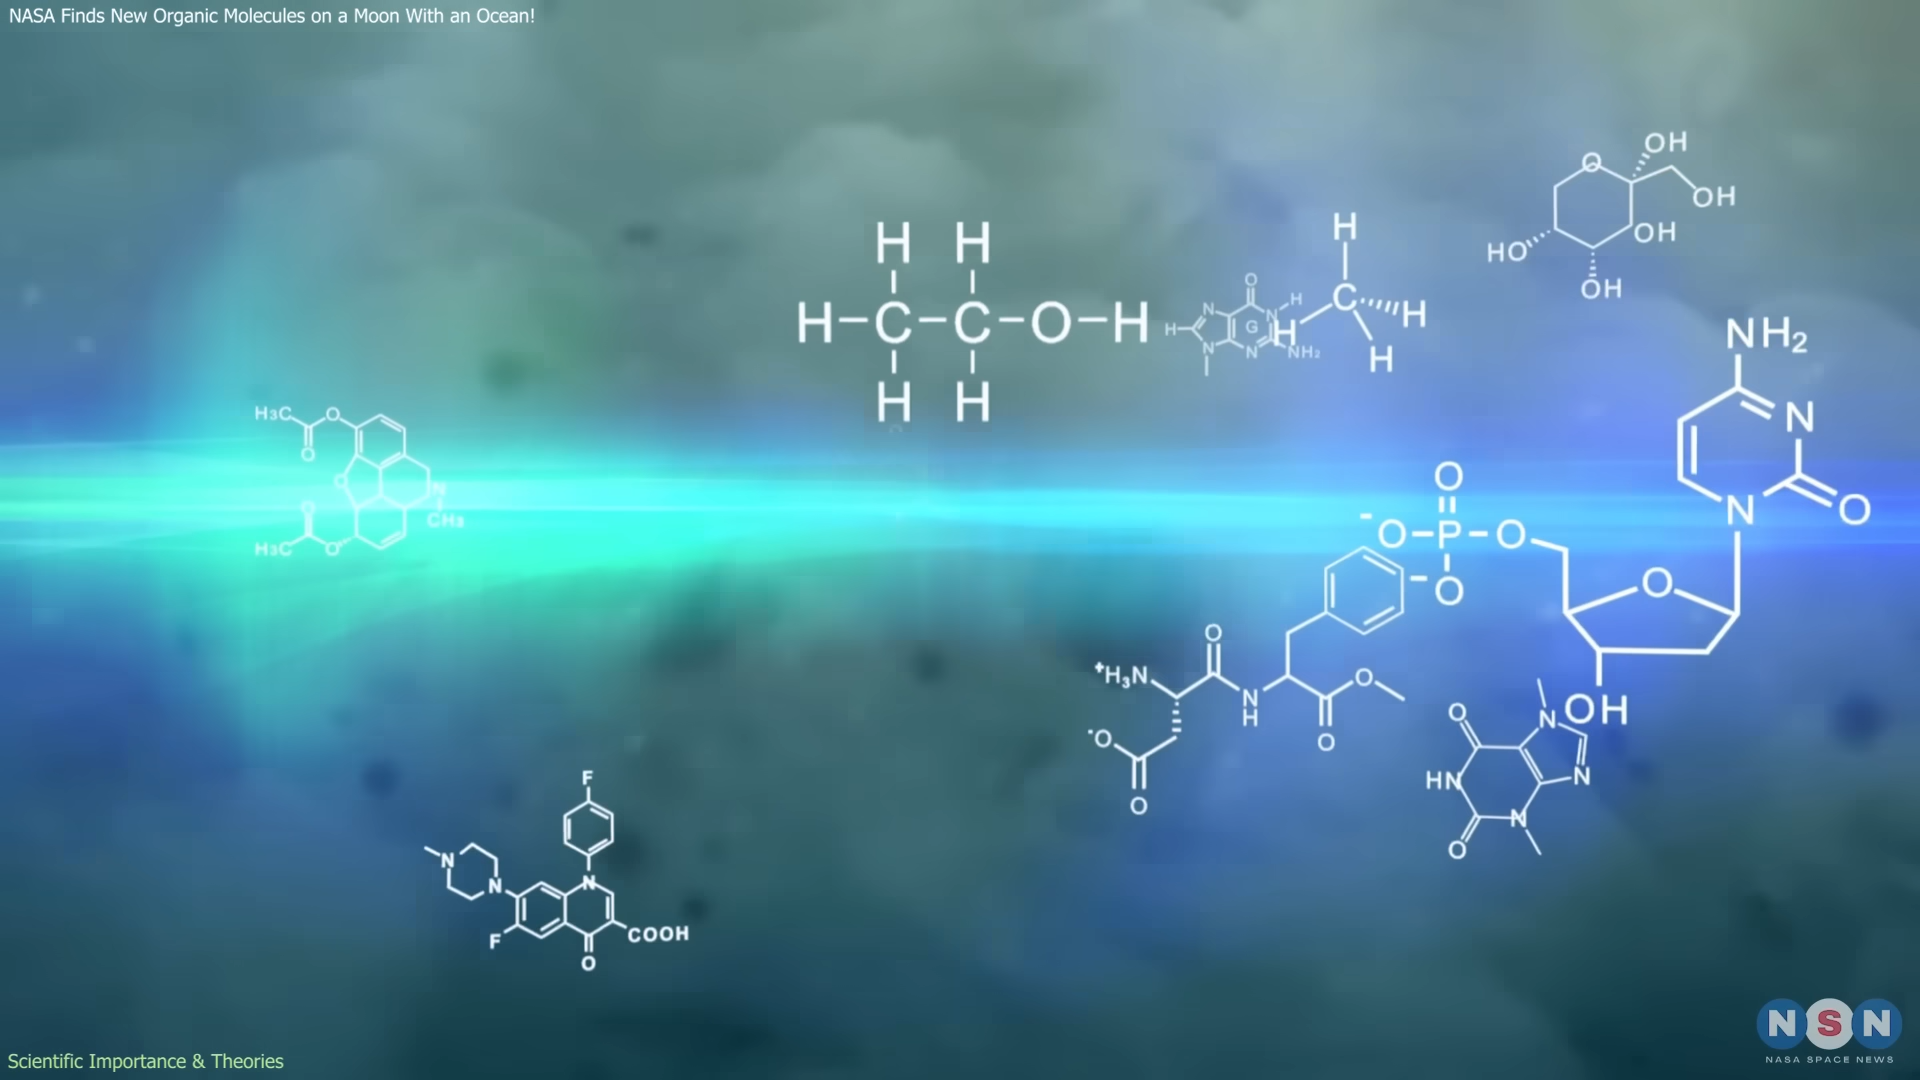 NASA Finds New Organic Molecules on a Moon With an Ocean!
OH
O
OH
HO
OH
OH
H H
H C C O H
H H
H
C H
H H
O
N N H
H G
N N NH₂
NH₂
N
N O
O
-O P O
-O
O
OH
H₃C O
O
O N
O CH₃
H₃C O
O
+H₃N N
H
O
-O O
O
O N
HN N
O N
F
N
N N
F COOH
O
NSN
NASA SPACE NEWS
Scientific Importance & Theories